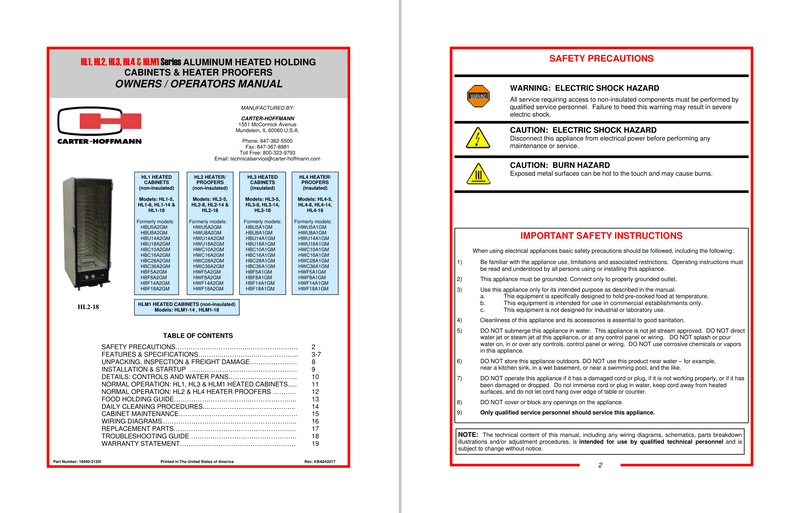 HL1, HL2, HL3, HL4 & HLM1 Series ALUMINUM HEATED HOLDING
CABINETS & HEATER PROOFERS
OWNERS / OPERATORS MANUAL
CARTER-HOFFMANN
MANUFACTURED BY:
CARTER-HOFFMANN
1551 McCormick Avenue
Mundelein, IL 60060 U.S.A.
Phone: 847-362-5500
Fax: 847-367-8981
Toll Free: 800-323-9793
Email: technicalservice@carter-hoffmann.com
HL1 HEATED
CABINETS
(non-insulated)
Models: HL1-5,
HL1-8, HL1-14 &
HL1-18
Formerly models:
HBU5A2GM
HBU8A2GM
HBU14A2GM
HBU18A2GM
HBC10A2GM
HBC16A2GM
HBC28A2GM
HBC36A2GM
HBF5A2GM
HBF8A2GM
HBF14A2GM
HBF18A2GM
HL2 HEATER/
PROOFERS
(non-insulated)
Models: HL2-5,
HL2-8, HL2-14 &
HL2-18
Formerly models:
HWU5A2GM
HWU8A2GM
HWU14A2GM
HWU18A2GM
HWC10A2GM
HWC16A2GM
HWC28A2GM
HWC36A2GM
HWF5A2GM
HWF8A2GM
HWF14A2GM
HWF18A2GM
HL3 HEATED
CABINETS
(insulated)
Models: HL3-5,
HL3-8, HL3-14,
HL3-18
Formerly models:
HBU5A1GM
HBU8A1GM
HBU14A1GM
HBU18A1GM
HBC10A1GM
HBC16A1GM
HBC28A1GM
HBC36A1GM
HBF5A1GM
HBF8A1GM
HBF14A1GM
HBF18A1GM
HL4 HEATER/
PROOFERS
(insulated)
Models: HL4-5,
HL4-8, HL4-14,
HL4-18
Formerly models:
HWU5A1GM
HWU8A1GM
HWU14A1GM
HWU18A1GM
HWC10A1GM
HWC16A1GM
HWC28A1GM
HWC36A1GM
HWF5A1GM
HWF8A1GM
HWF14A1GM
HWF18A1GM
HL2-18
HLM1 HEATED CABINETS (non-insulated)
Models: HLM1-14 , HLM1-18
TABLE OF CONTENTS
SAFETY PRECAUTIONS……………………………………………… 2
FEATURES & SPECIFICATIONS……………………………………… 3-7
UNPACKING, INSPECTION & FREIGHT DAMAGE………………… 8
INSTALLATION & STARTUP ………………………………………… 9
DETAILS: CONTROLS AND WATER PANS………………………… 10
NORMAL OPERATION: HL1, HL3 & HLM1 HEATED CABINETS…. 11
NORMAL OPERATION: HL2 & HL4 HEATER PROOFERS ……….. 12
FOOD HOLDING GUIDE……………………………………………… 13
DAILY CLEANING PROCEDURES…………………………………… 14
CABINET MAINTENANCE…………………………………………… 15
WIRING DIAGRAMS…………………………………………………… 16
REPLACEMENT PARTS……………………………………………… 17
TROUBLESHOOTING GUIDE ………………………………………… 18
WARRANTY STATEMENT…………………………………………… 19
Part Number: 18400-3130f Printed in The United States of America Rev: KBA042017
SAFETY PRECAUTIONS
WARNING
WARNING: ELECTRIC SHOCK HAZARD
All service requiring access to non-insulated components must be performed by
qualified service personnel. Failure to heed this warning may result in severe
electric shock.
CAUTION: ELECTRIC SHOCK HAZARD
Disconnect this appliance from electrical power before performing any
maintenance or service.
CAUTION: BURN HAZARD
Exposed metal surfaces can be hot to the touch and may cause burns.
IMPORTANT SAFETY INSTRUCTIONS
When using electrical appliances basic safety precautions should be followed, including the following:
1) Be familiar with the appliance use, limitations and associated restrictions. Operating instructions must
be read and understood by all persons using or installing this appliance.
2) This appliance must be grounded. Connect only to properly grounded outlet.
3) Use this appliance only for its intended purpose as described in the manual.
a. This equipment is specifically designed to hold pre-cooked food at temperature.
b. This equipment is intended for use in commercial establishments only.
c. This equipment is not designed for industrial or laboratory use.
4) Cleanliness of this appliance and its accessories is essential to good sanitation.
5) DO NOT submerge this appliance in water. This appliance is not jet stream approved. DO NOT direct
water jet or steam jet at this appliance, or at any control panel or wiring. DO NOT splash or pour
water on, in or over any controls, control panel or wiring. DO NOT use corrosive chemicals or vapors
in this appliance.
6) DO NOT store this appliance outdoors. DO NOT use this product near water – for example,
near a kitchen sink, in a wet basement, or near a swimming pool, and the like.
7) DO NOT operate this appliance if it has a damaged cord or plug, if it is not working properly, or if it has
been damaged or dropped. Do not immerse cord or plug in water, keep cord away from heated
surfaces, and do not let cord hang over edge of table or counter.
8) DO NOT cover or block any openings on the appliance.
9) Only qualified service personnel should service this appliance.
NOTE: The technical content of this manual, including any wiring diagrams, schematics, parts breakdown
illustrations and/or adjustment procedures, is intended for use by qualified technical personnel and is
subject to change without notice.
2